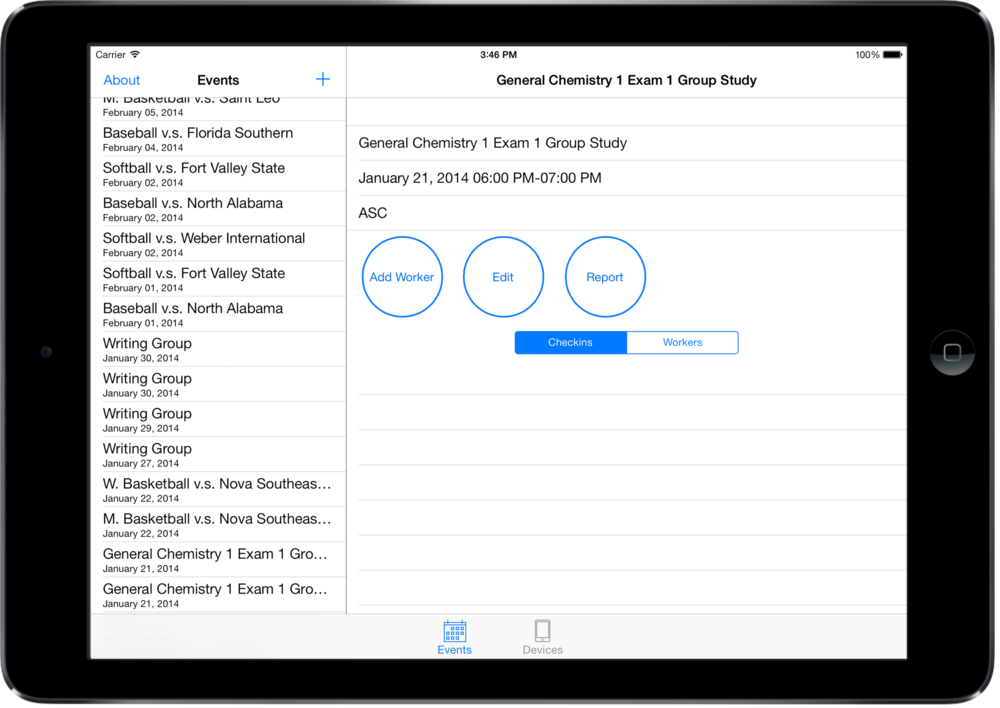 Carrier
3:46 PM
100%
About
Events
+
General Chemistry 1 Exam 1 Group Study
M. Basketball v.s. Saint Leo
February 05, 2014
Baseball v.s. Florida Southern
February 04, 2014
Softball v.s. Fort Valley State
February 02, 2014
Baseball v.s. North Alabama
February 02, 2014
Softball v.s. Weber International
February 02, 2014
Softball v.s. Fort Valley State
February 01, 2014
Baseball v.s. North Alabama
February 01, 2014
Writing Group
January 30, 2014
Writing Group
January 30, 2014
Writing Group
January 29, 2014
Writing Group
January 27, 2014
W. Basketball v.s. Nova Southeas…
January 22, 2014
M. Basketball v.s. Nova Southeas…
January 22, 2014
General Chemistry 1 Exam 1 Gro…
January 21, 2014
General Chemistry 1 Exam 1 Gro…
January 21, 2014
General Chemistry 1 Exam 1 Group Study
January 21, 2014 06:00 PM-07:00 PM
ASC
Add Worker
Edit
Report
Checkins
Workers
Events
Devices